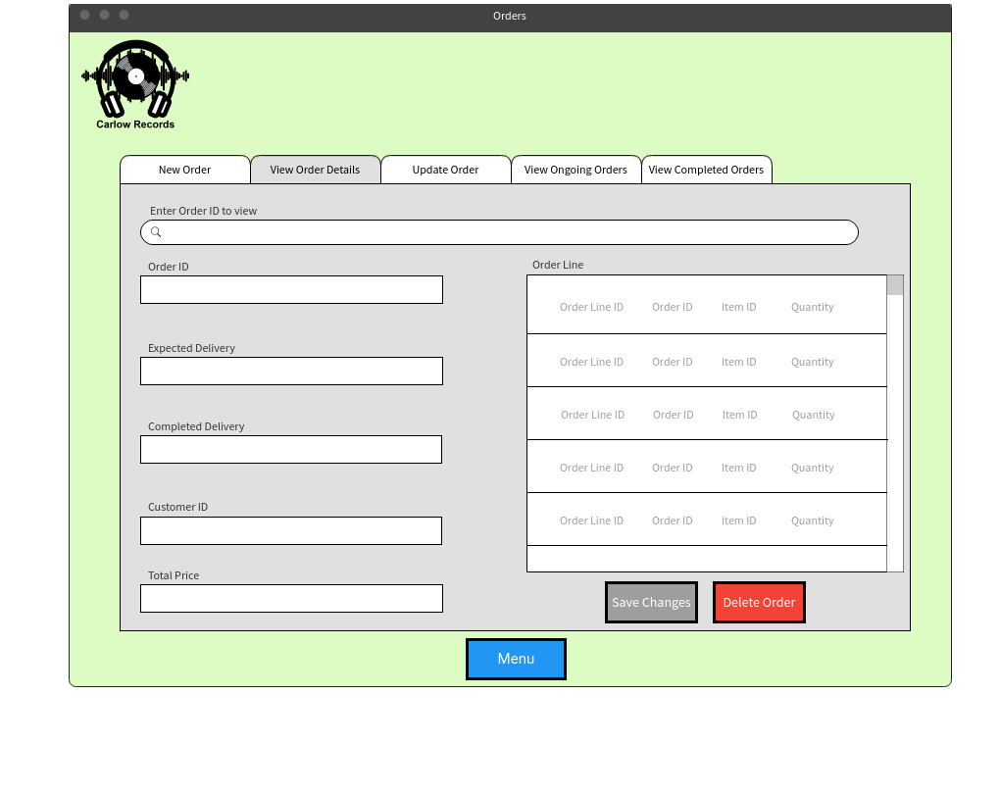 Orders
Carlow Records
New Order View Order Details Update Order View Ongoing Orders View Completed Orders
Enter Order ID to view
Order ID
Expected Delivery
Completed Delivery
Customer ID
Total Price
Order Line
Order Line ID Order ID Item ID Quantity
Order Line ID Order ID Item ID Quantity
Order Line ID Order ID Item ID Quantity
Order Line ID Order ID Item ID Quantity
Order Line ID Order ID Item ID Quantity
Save Changes Delete Order
Menu